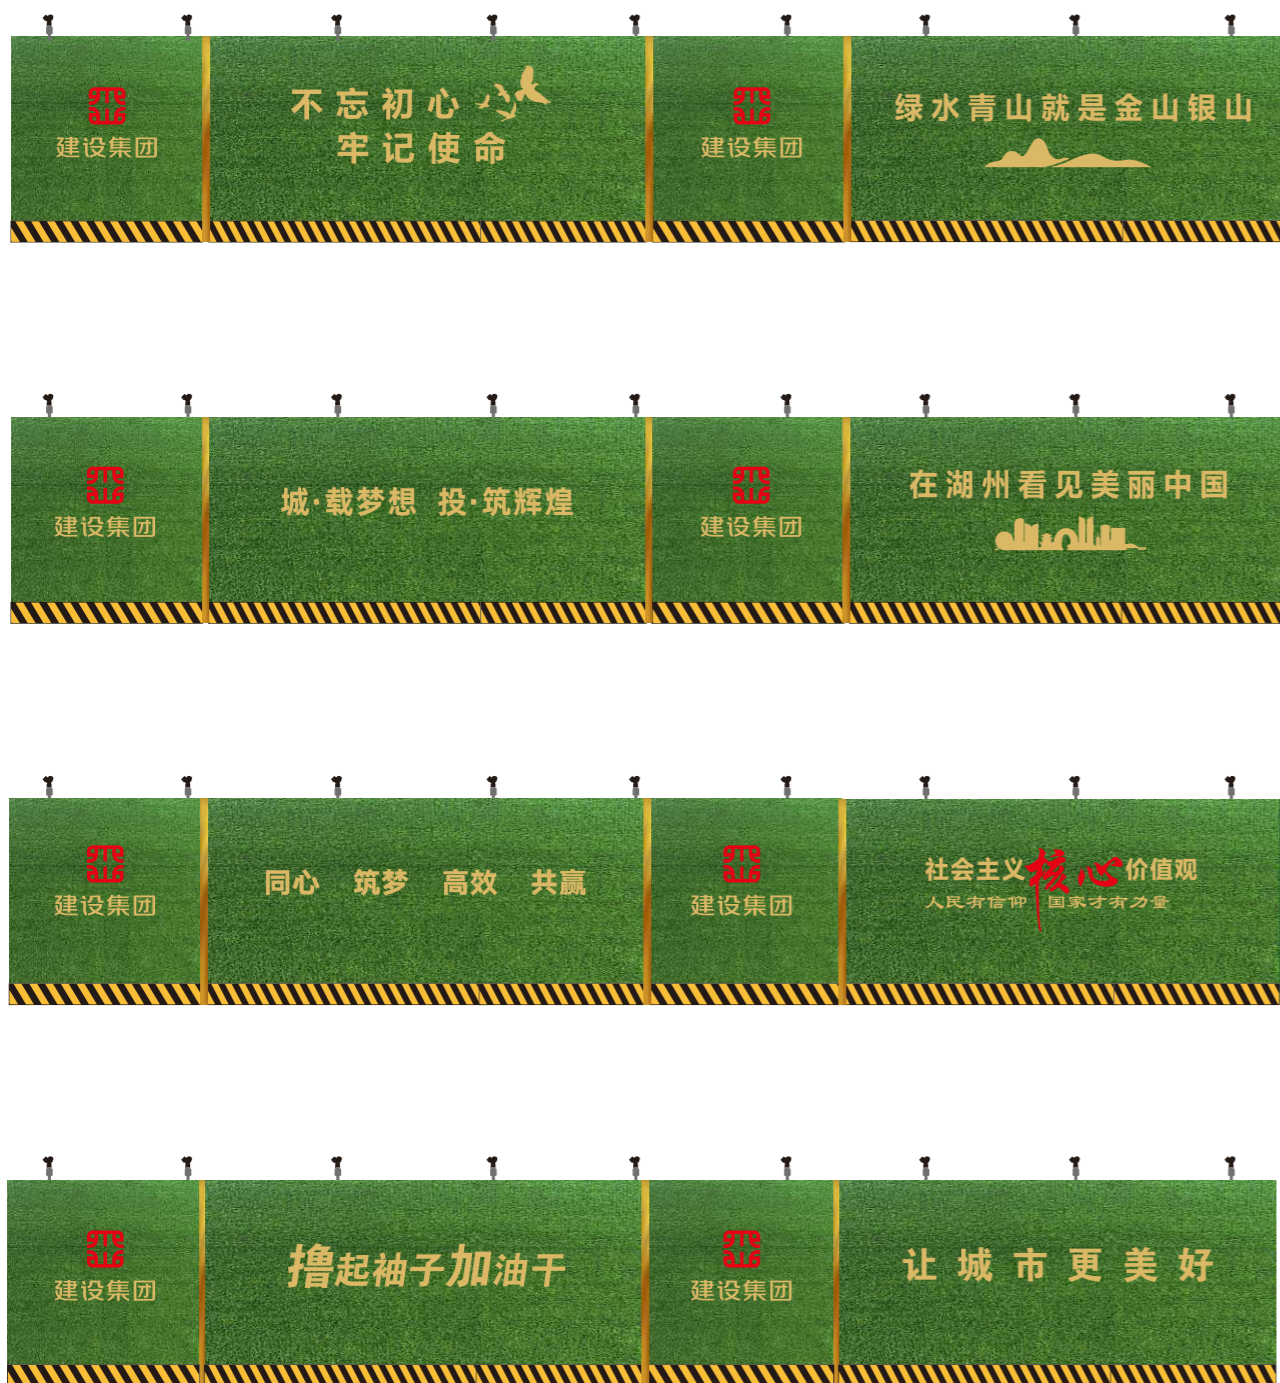 建设集团
不忘初心
牢记使命
建设集团
绿水青山就是金山银山
建设集团
城·载梦想 投·筑辉煌
建设集团
在湖州看见美丽中国
建设集团
同心 筑梦 高效 共赢
建设集团
社会主义核心价值观
人民有信仰 国家才有力量
建设集团
撸起袖子加油干
建设集团
让城市更美好